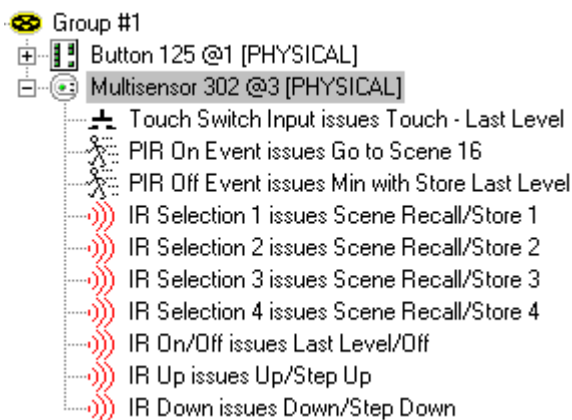 Group #1
Button 125 @1 [PHYSICAL]
Multisensor 302 @3 [PHYSICAL]
Touch Switch Input issues Touch - Last Level
PIR On Event issues Go to Scene 16
PIR Off Event issues Min with Store Last Level
IR Selection 1 issues Scene Recall/Store 1
IR Selection 2 issues Scene Recall/Store 2
IR Selection 3 issues Scene Recall/Store 3
IR Selection 4 issues Scene Recall/Store 4
IR On/Off issues Last Level/Off
IR Up issues Up/Step Up
IR Down issues Down/Step Down